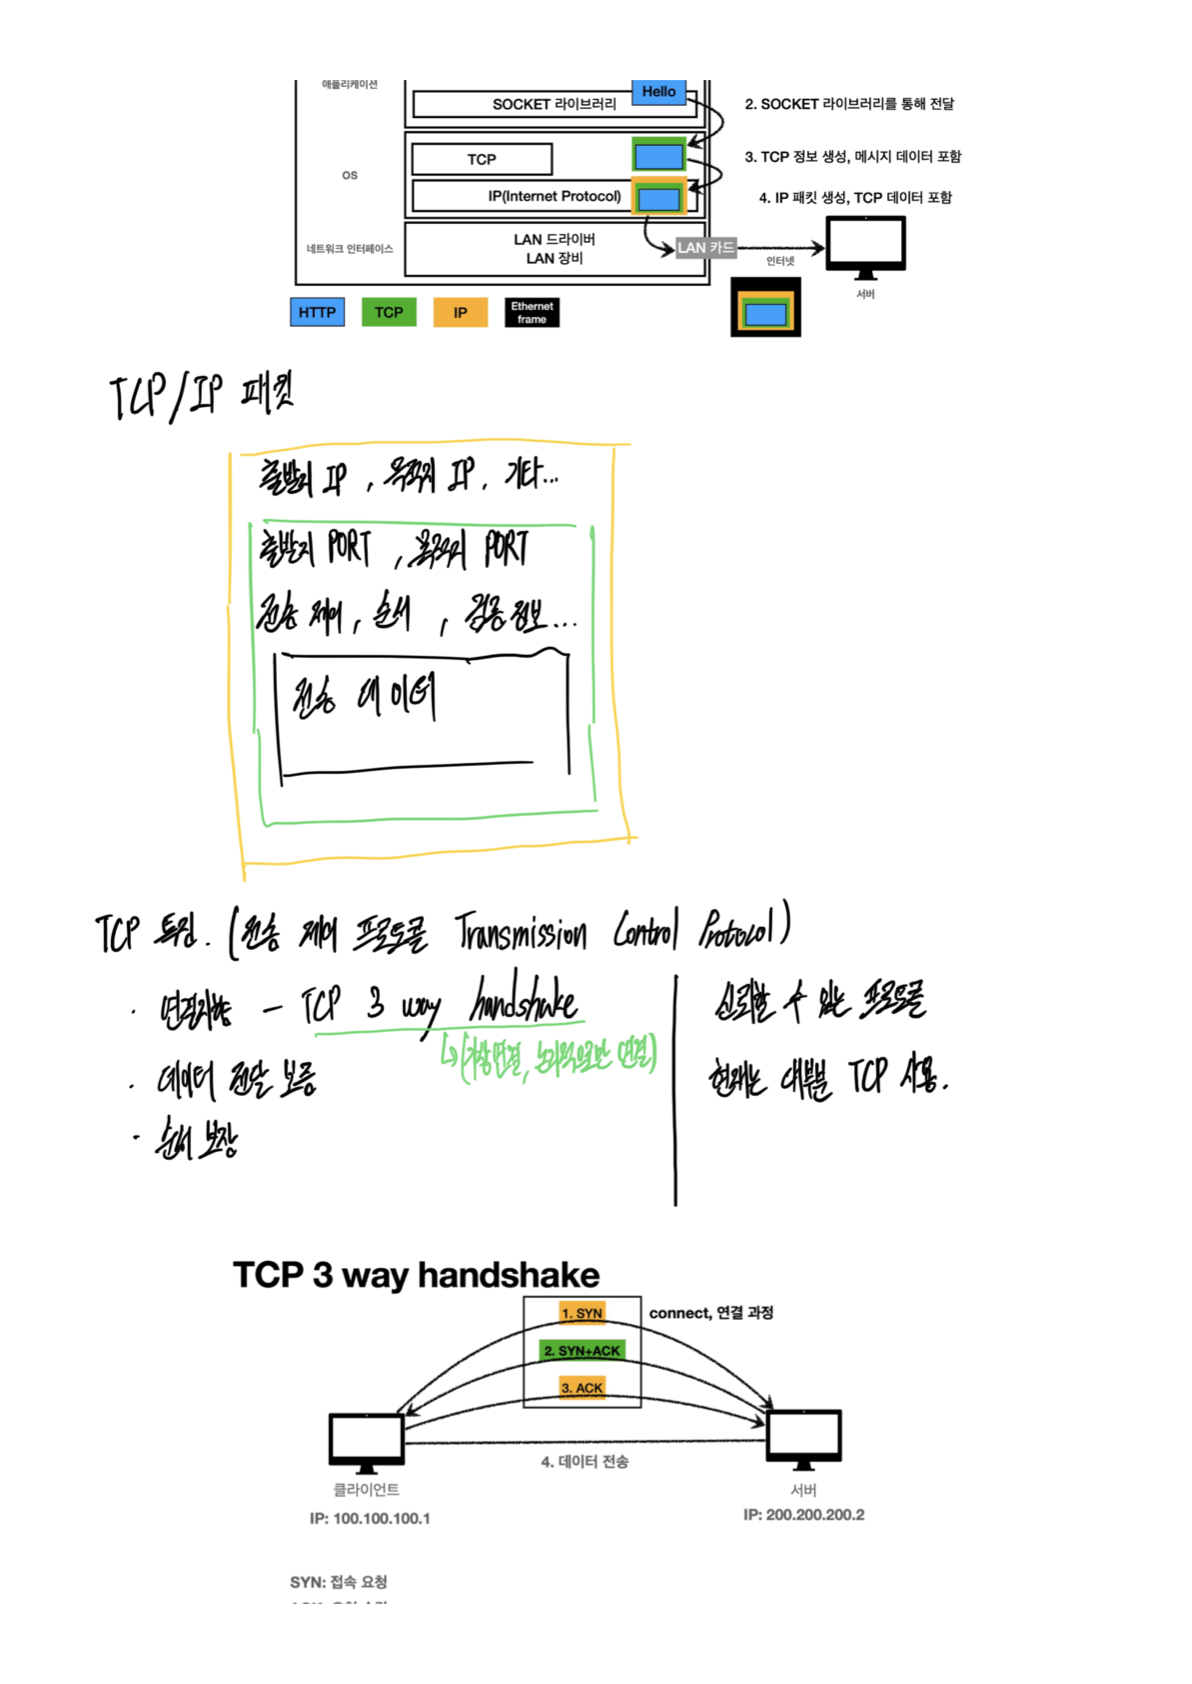 애플리케이션
Hello
SOCKET 라이브러리
2. SOCKET 라이브러리를 통해 전달
TCP
3. TCP 정보 생성, 메시지 데이터 포함
OS
IP(Internet Protocol)
4. IP 패킷 생성, TCP 데이터 포함
네트워크 인터페이스
LAN 드라이버
LAN 장비
LAN 카드
인터넷
서버
HTTP
TCP
IP
Ethernet
frame
TCP/IP 패킷
출발지 IP, 목적지 IP, 기타...
출발지 PORT, 목적지 PORT
전송 제어, 순서, 검증 정보...
전송 데이터
TCP 특징. (전송 제어 프로토콜 Transmission Control Protocol)
· 연결지향 - TCP 3 way handshake
↳ (가상연결, 논리적으로만 연결)
· 데이터 전달 보증
· 순서 보장
신뢰할 수 있는 프로토콜
현재는 대부분 TCP 사용.
TCP 3 way handshake
1. SYN
connect, 연결 과정
2. SYN+ACK
3. ACK
4. 데이터 전송
클라이언트
서버
IP: 100.100.100.1
IP: 200.200.200.2
SYN: 접속 요청